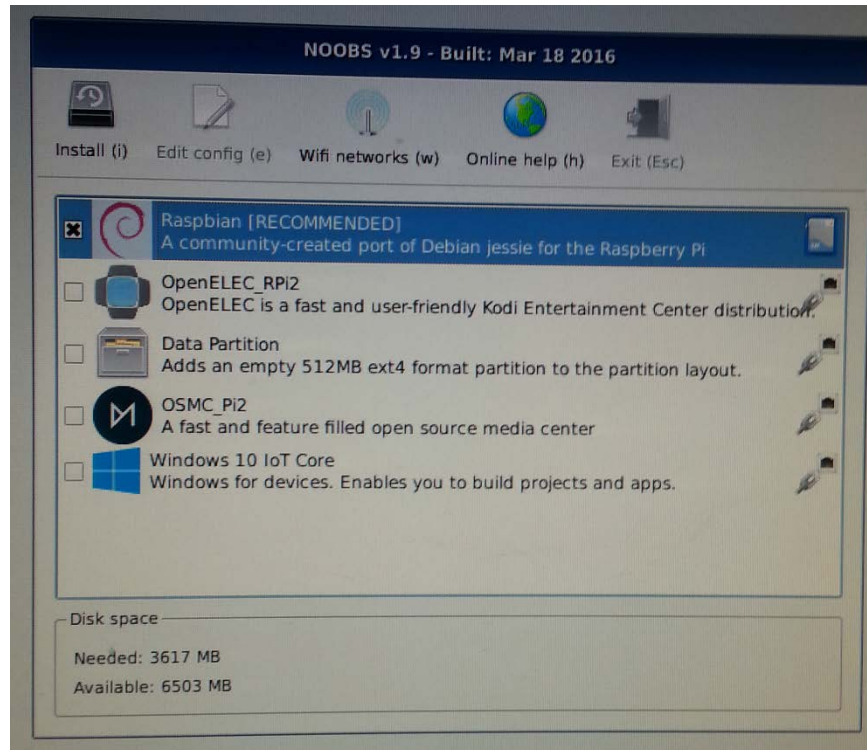 NOOBS v1.9 - Built: Mar 18 2016
Install (i) Edit config (e) Wifi networks (w) Online help (h) Exit (Esc)
Raspbian [RECOMMENDED]
A community-created port of Debian jessie for the Raspberry Pi
OpenELEC_RPi2
OpenELEC is a fast and user-friendly Kodi Entertainment Center distribution.
Data Partition
Adds an empty 512MB ext4 format partition to the partition layout.
OSMC_Pi2
A fast and feature filled open source media center
Windows 10 IoT Core
Windows for devices. Enables you to build projects and apps.
Disk space
Needed: 3617 MB
Available: 6503 MB